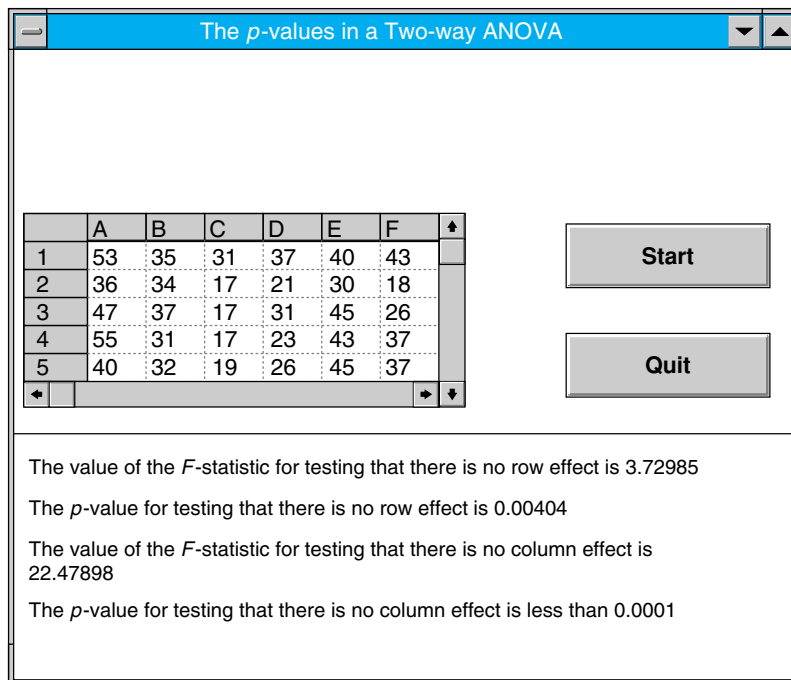 The p-values in a Two-way ANOVA
A B C D E F
1 53 35 31 37 40 43
2 36 34 17 21 30 18
3 47 37 17 31 45 26
4 55 31 17 23 43 37
5 40 32 19 26 45 37
Start
Quit
The value of the F-statistic for testing that there is no row effect is 3.72985
The p-value for testing that there is no row effect is 0.00404
The value of the F-statistic for testing that there is no column effect is
22.47898
The p-value for testing that there is no column effect is less than 0.0001